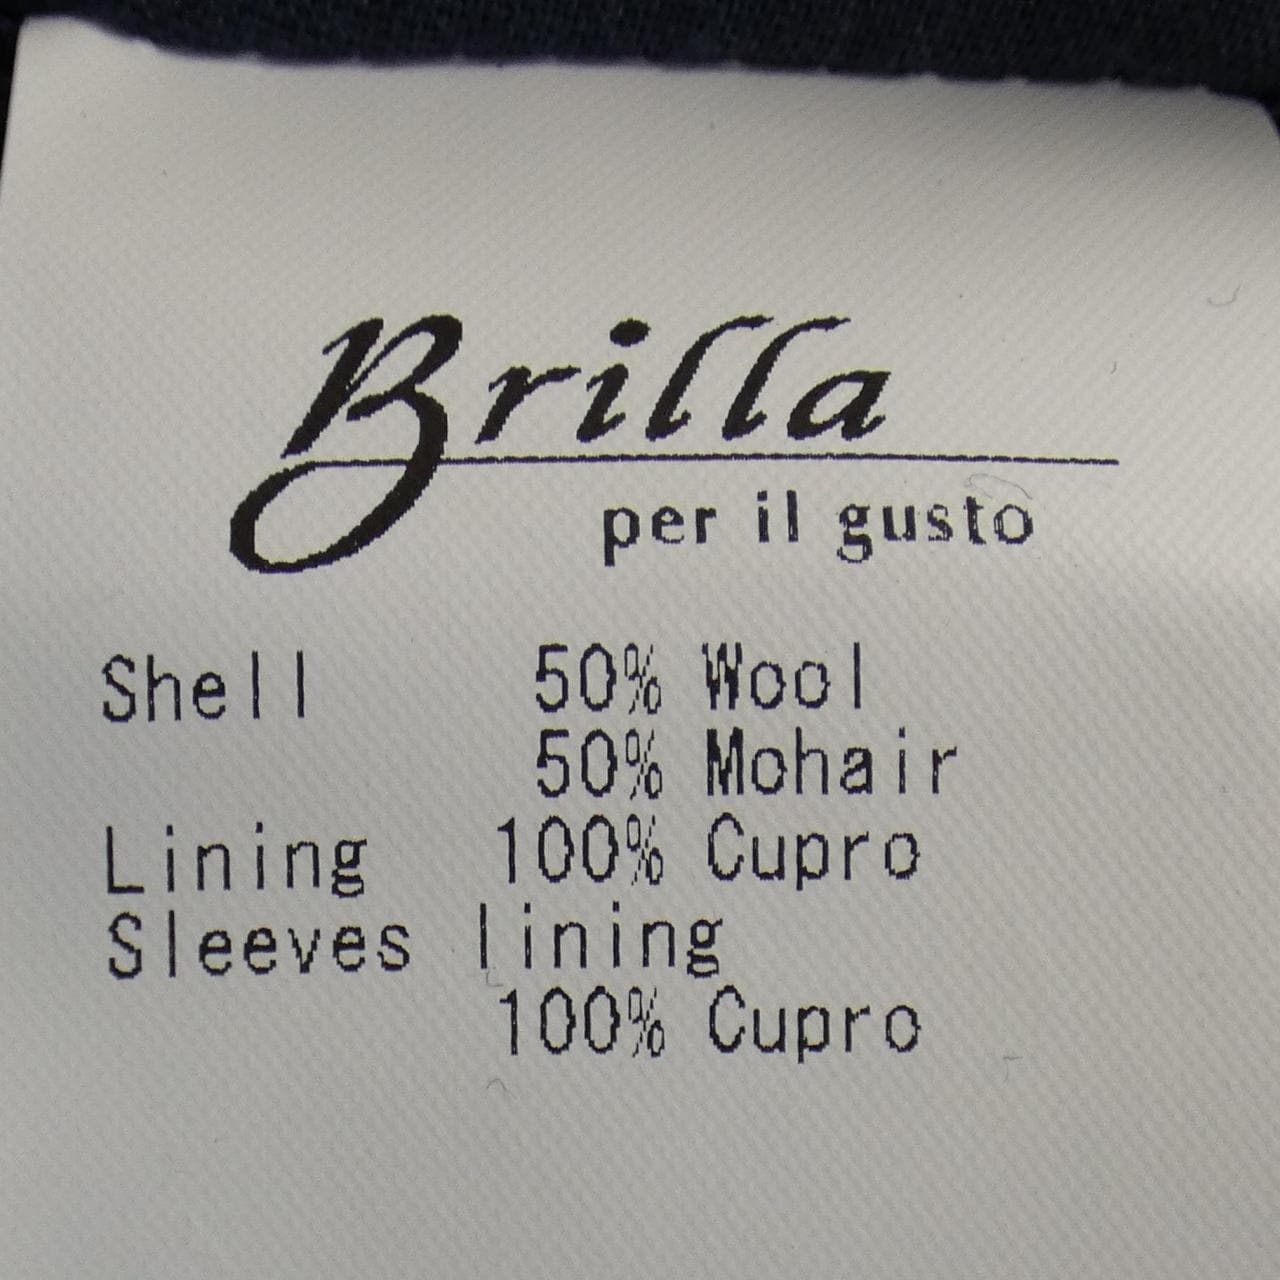 Brilla
per il gusto
Shell 50% Wool
50% Mohair
Lining 100% Cupro
Sleeves lining
100% Cupro